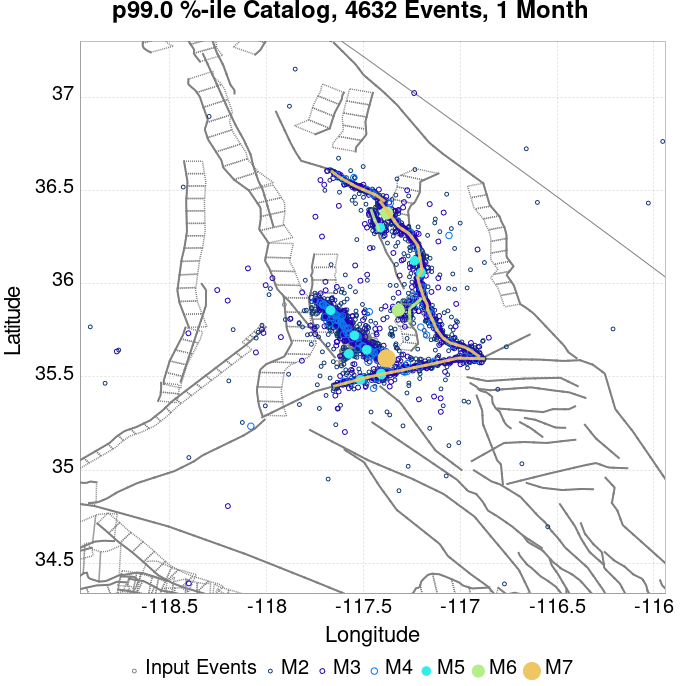 p99.0 %-ile Catalog, 4632 Events, 1 Month
37
36.5
36
35.5
35
34.5
Latitude
-118.5 -118 -117.5 -117 -116.5 -116
Longitude
Input Events M2 M3 M4 M5 M6 M7